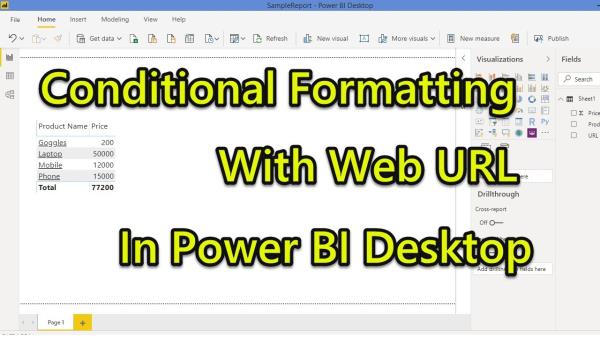 SampleReport - Power BI Desktop
File Home Insert Modeling View Help
Get data Refresh New visual More visuals New measure Publish
Visualizations Fields
Search
Conditional Formatting
Sheet1
Price
Prod
URL
Product Name Price
Goggles 200
Laptop 50000
Mobile 12000
Phone 15000
Total 77200
With Web URL
Drillthrough
Cross-report
Off
In Power BI Desktop
Add drillthrough fields here
Page 1